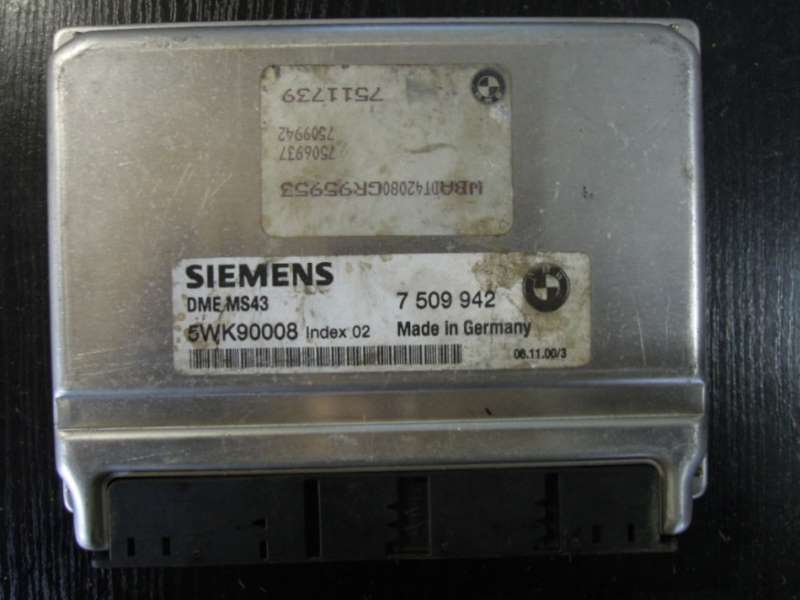 7511739
7509942
7506937
WBADT42080GR95953
SIEMENS
DME MS43
7 509 942
5WK90008 Index 02
Made in Germany
06.11.00/3